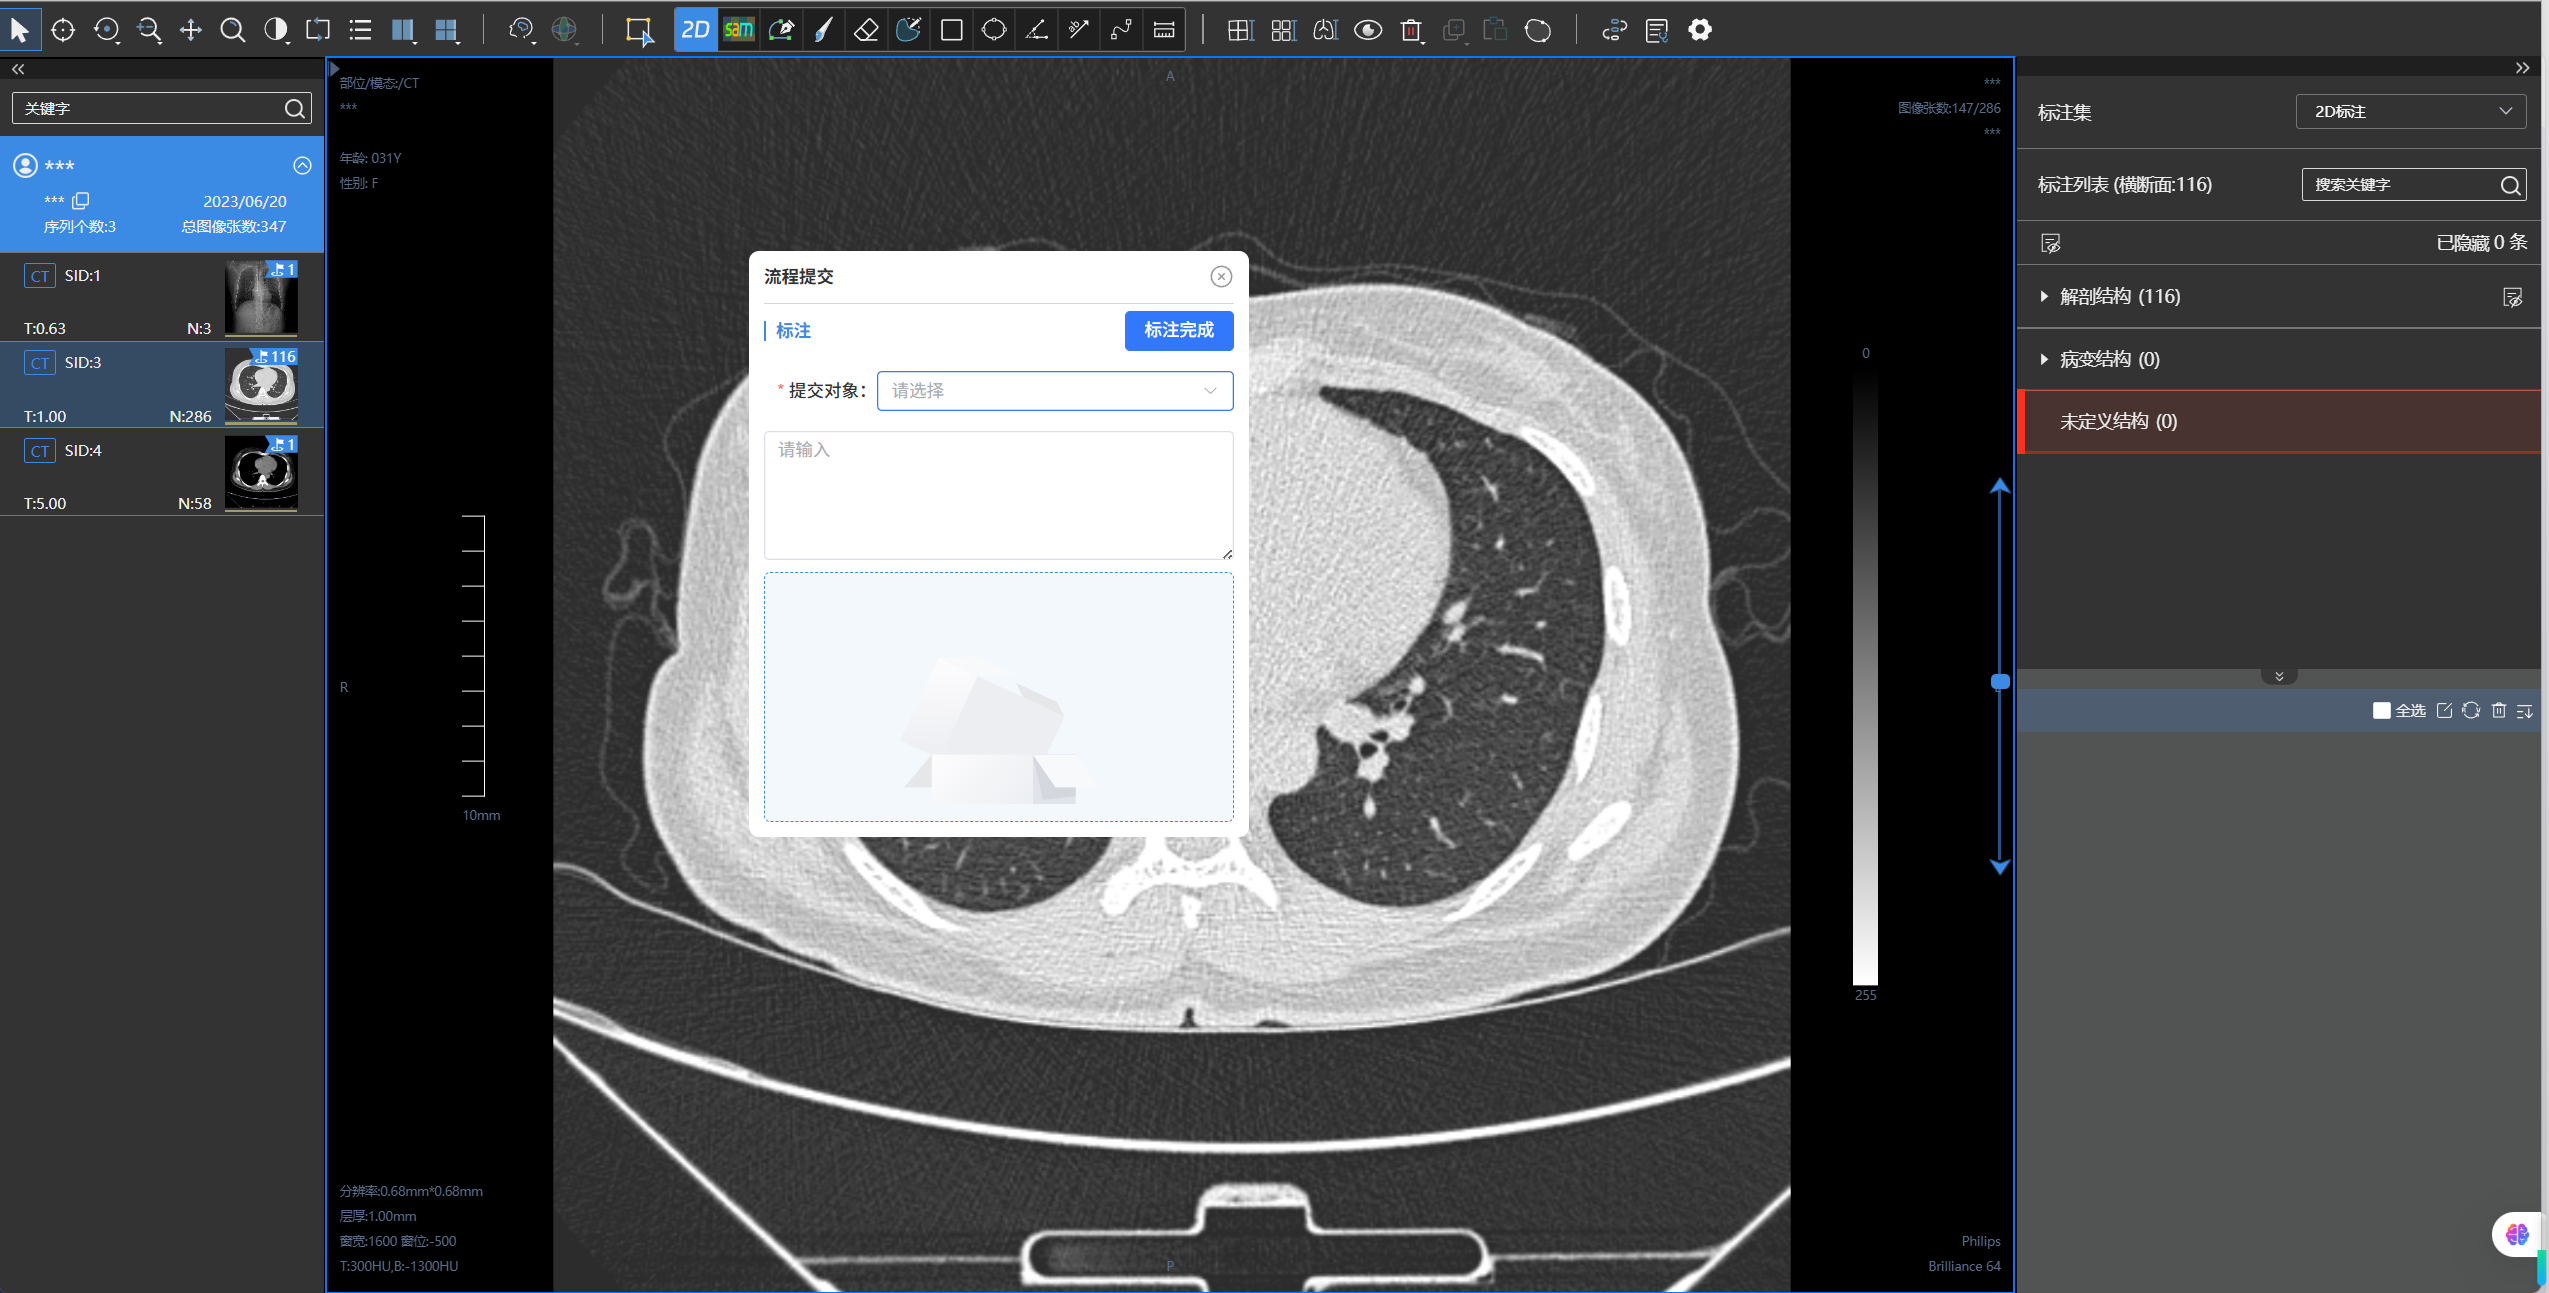 2D
sam
关键字
***
*** 2023/06/20
序列个数:3 总图像张数:347
CT SID:1 1
T:0.63 N:3
CT SID:3 116
T:1.00 N:286
CT SID:4 1
T:5.00 N:58
部位/模态:/CT
***
年龄: 031Y
性别: F
A
***
图像张数:147/286
***
R
10mm
0
255
流程提交
标注
标注完成
* 提交对象:
请选择
请输入
分辨率:0.68mm*0.68mm
层厚:1.00mm
窗宽:1600 窗位:-500
T:300HU,B:-1300HU
P
Philips
Brilliance 64
标注集 2D标注
标注列表 (横断面:116) 搜索关键字
已隐藏 0 条
解剖结构 (116)
病变结构 (0)
未定义结构 (0)
全选